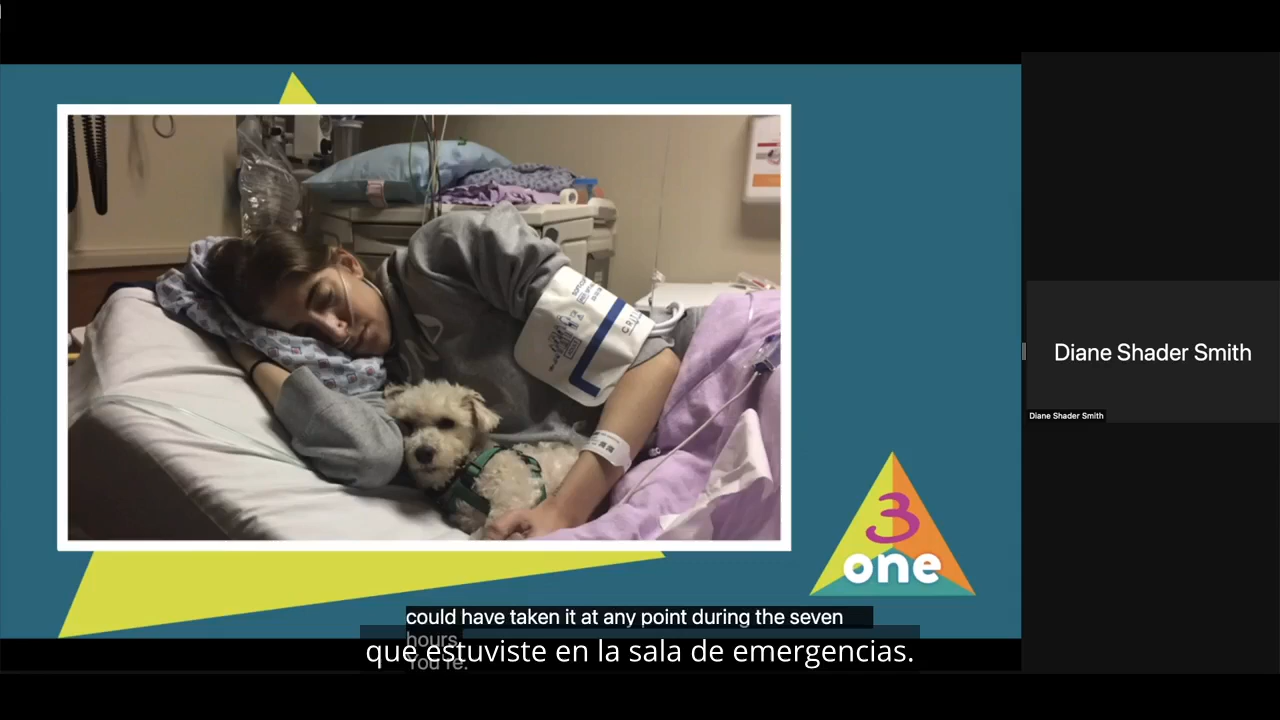 Diane Shader Smith
Diane Shader Smith
3
one
could have taken it at any point during the seven
hours
que estuviste en la sala de emergencias.
You're.